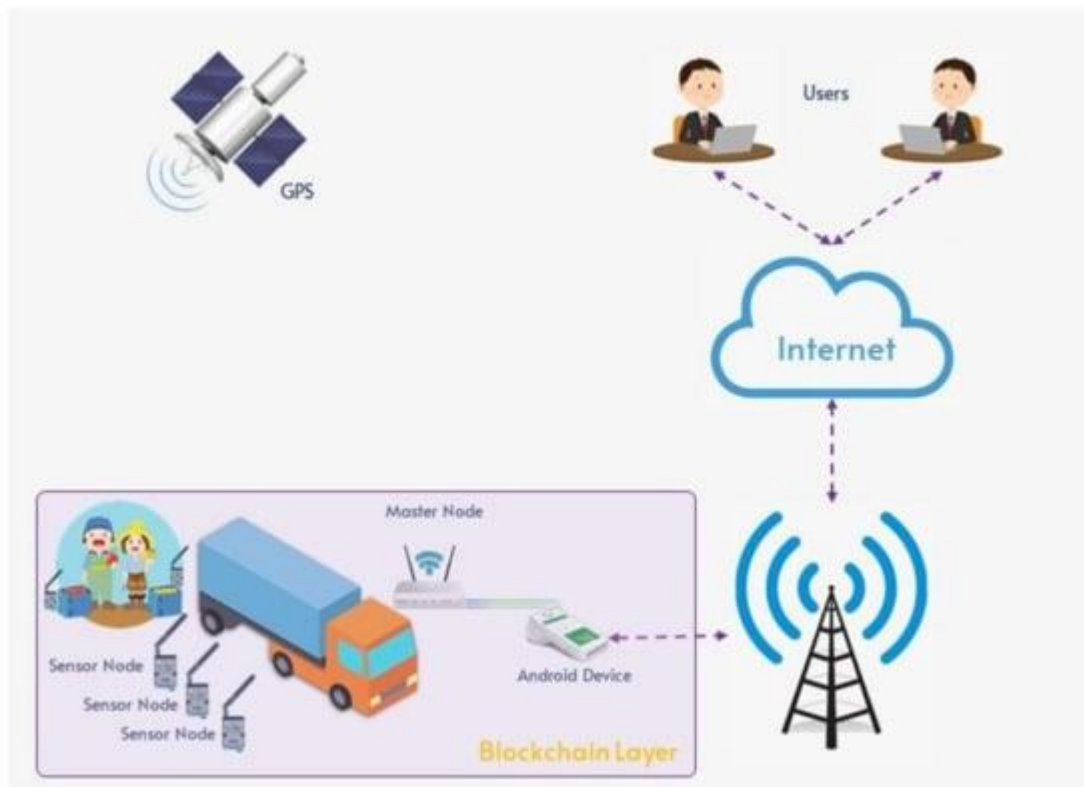 Users
GPS
Internet
Master Node
Sensor Node
Android Device
Sensor Node
Sensor Node
Blockchain Layer